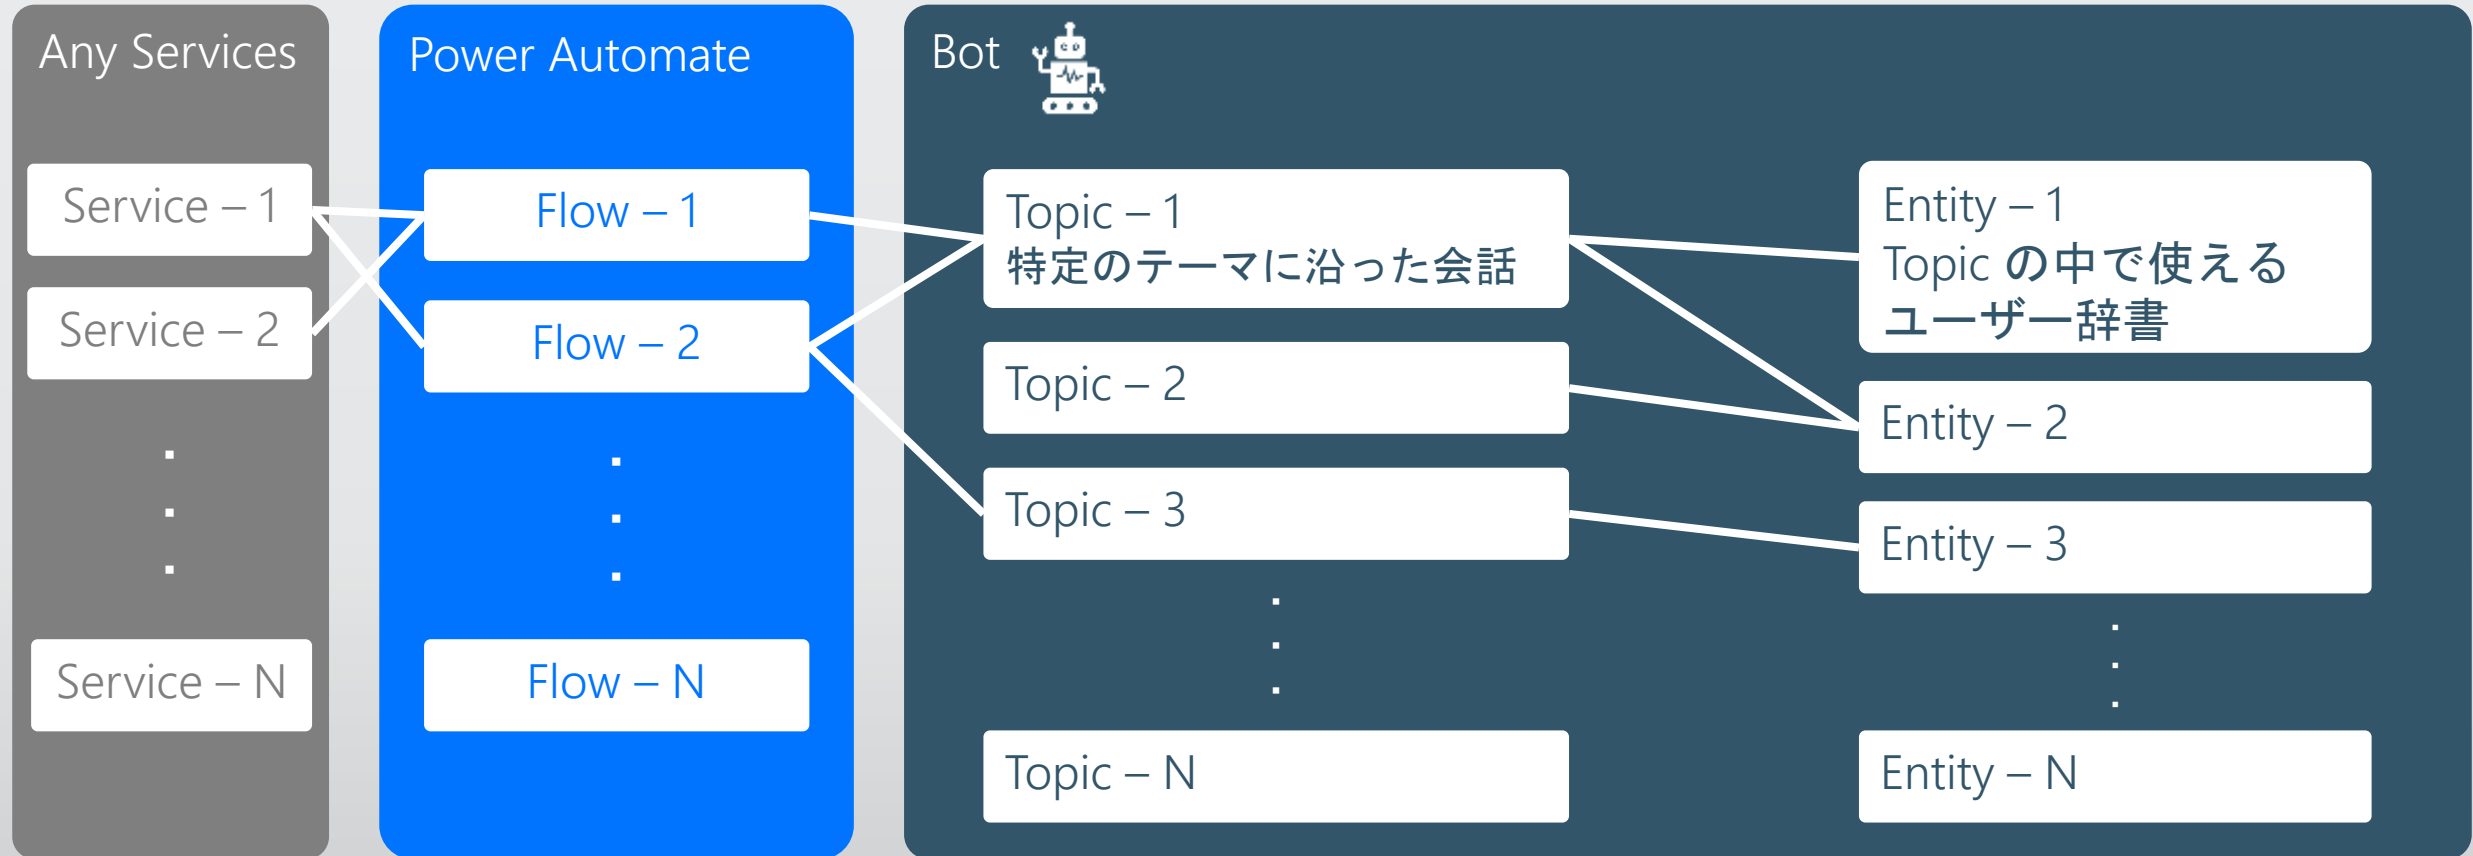 Any Services
Service – 1
Service – 2
.
.
.
Service – N
Power Automate
Flow – 1
Flow – 2
.
.
.
Flow – N
Bot
Topic – 1
特定のテーマに沿った会話
Topic – 2
Topic – 3
.
.
.
Topic – N
Entity – 1
Topic の中で使える
ユーザー辞書
Entity – 2
Entity – 3
.
.
.
Entity – N